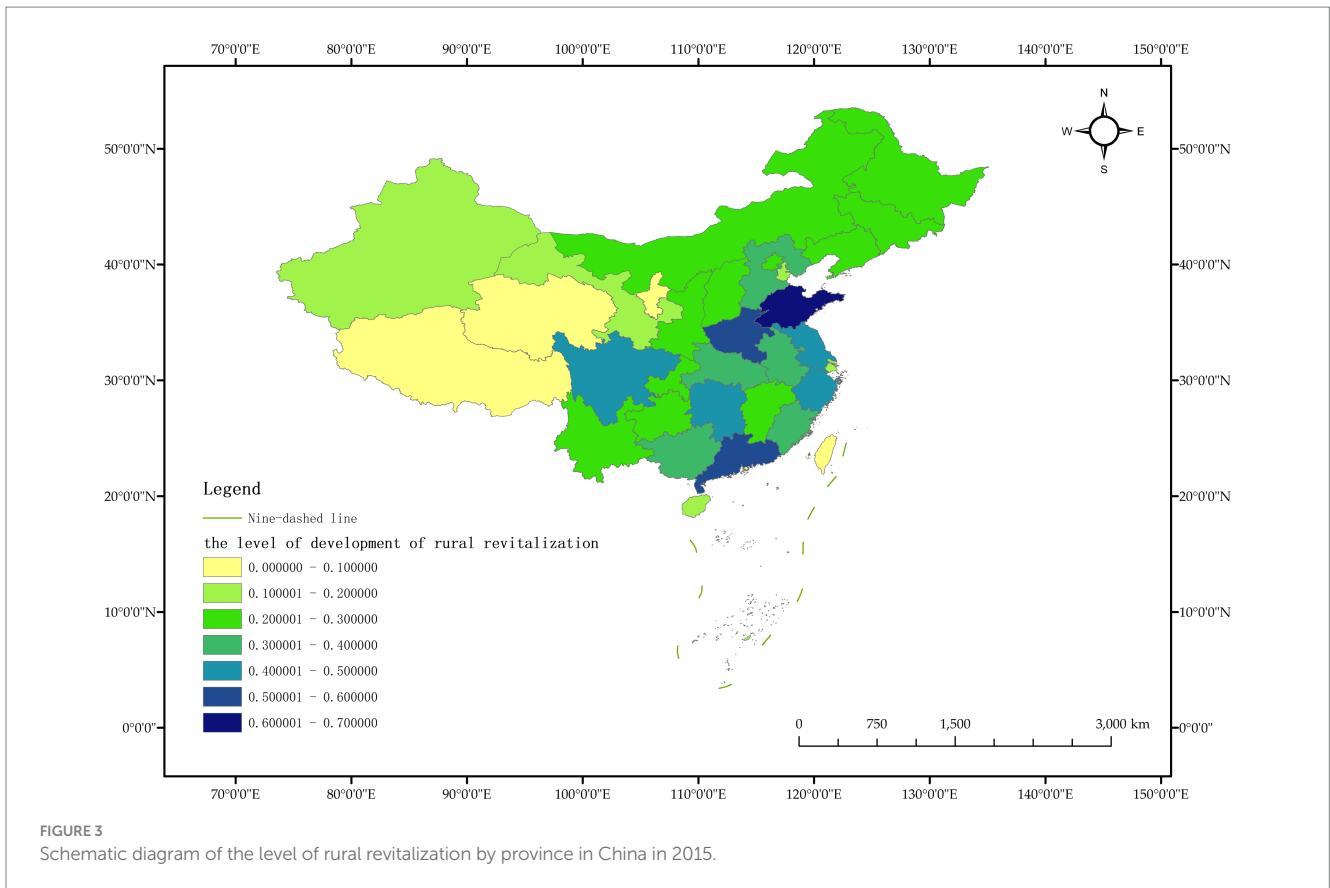 70°0'0"E 80°0'0"E 90°0'0"E 100°0'0"E 110°0'0"E 120°0'0"E 130°0'0"E 140°0'0"E 150°0'0"E
N
W E
S
50°0'0"N 50°0'0"N
40°0'0"N 40°0'0"N
30°0'0"N 30°0'0"N
20°0'0"N 20°0'0"N
10°0'0"N 10°0'0"N
0°0'0" 0°0'0"
Legend
Nine-dashed line
the level of development of rural revitalization
0.000000 - 0.100000
0.100001 - 0.200000
0.200001 - 0.300000
0.300001 - 0.400000
0.400001 - 0.500000
0.500001 - 0.600000
0.600001 - 0.700000
0 750 1,500 3,000 km
70°0'0"E 80°0'0"E 90°0'0"E 100°0'0"E 110°0'0"E 120°0'0"E 130°0'0"E 140°0'0"E 150°0'0"E
FIGURE 3
Schematic diagram of the level of rural revitalization by province in China in 2015.